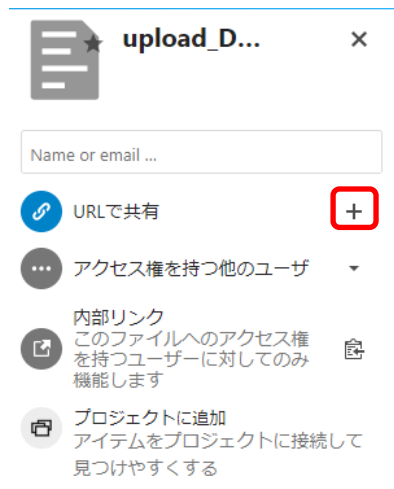 upload_D...
Name or email ...
URLで共有
アクセス権を持つ他のユーザ
内部リンク
このファイルへのアクセス権
を持つユーザーに対してのみ
機能します
プロジェクトに追加
アイテムをプロジェクトに接続して
見つけやすくする